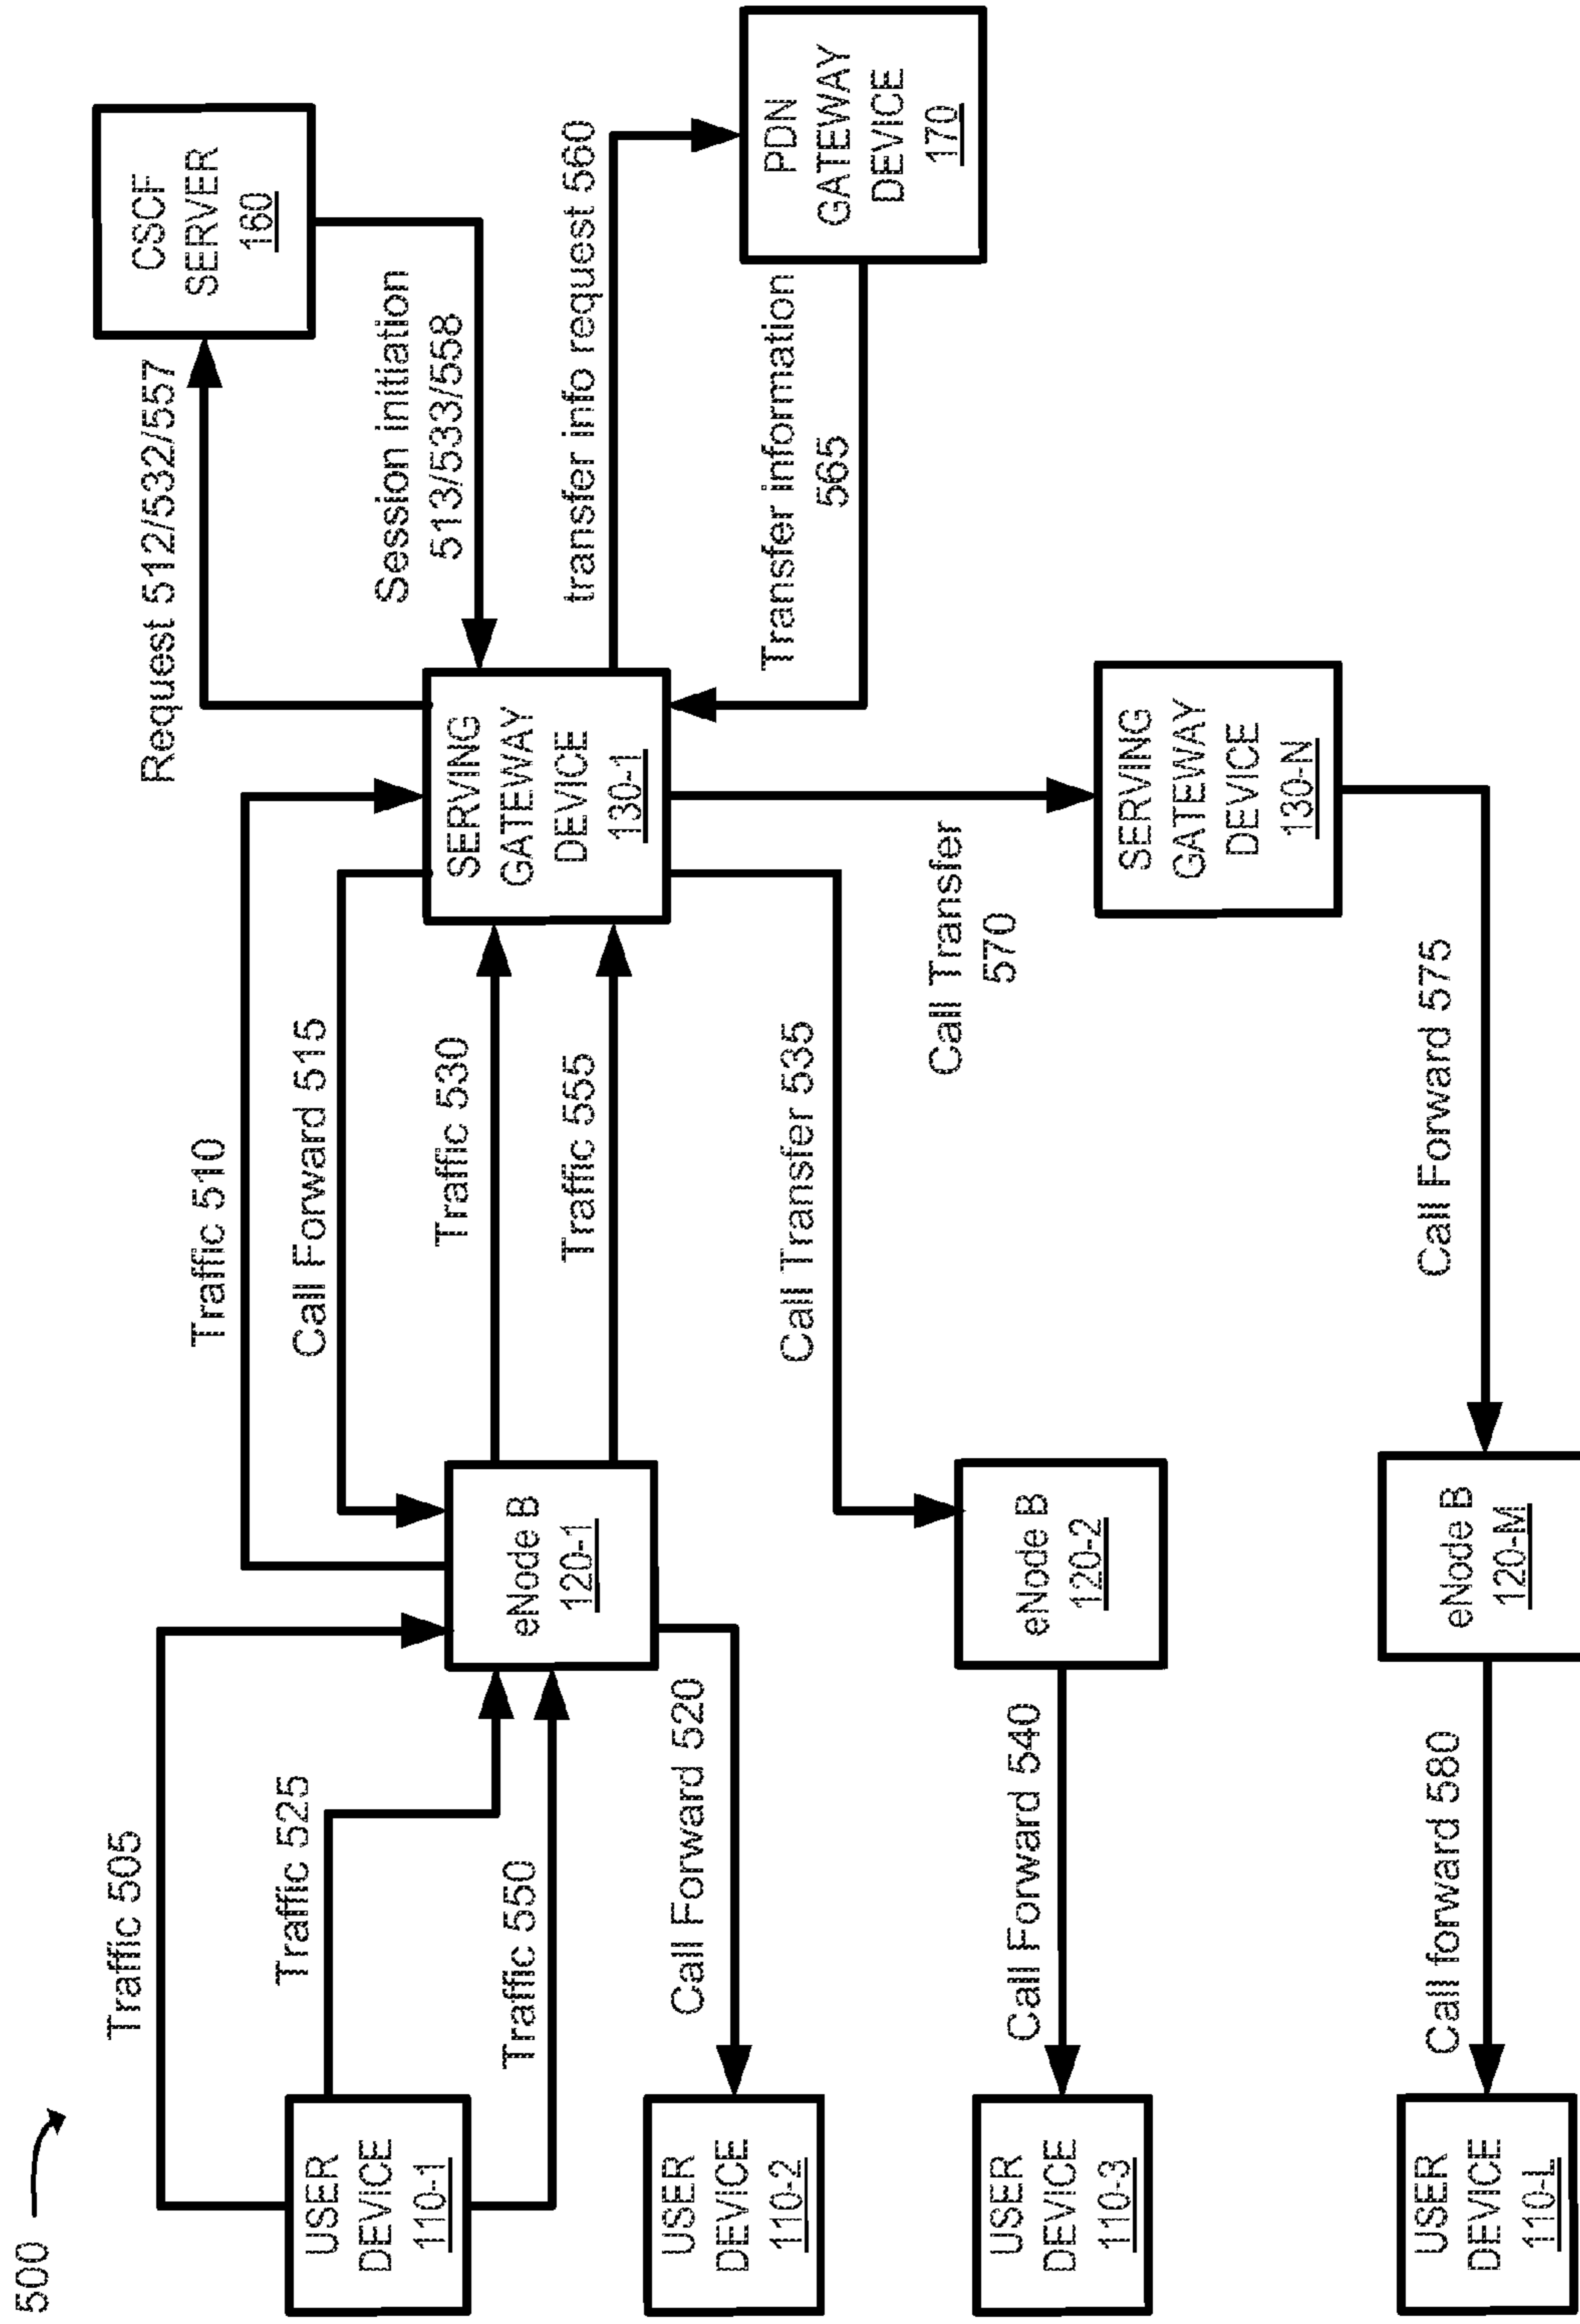 500
Traffic 505
Traffic 510
Request 512/532/557
CSCF
SERVER
160
Traffic 525
Call Forward 515
Session initiation
513/533/558
USER
DEVICE
110-1
Traffic 550
eNode B
120-1
Traffic 530
Traffic 555
SERVING
GATEWAY
DEVICE
130-1
transfer info request 560
USER
DEVICE
110-2
Call Forward 520
Call Transfer 535
Transfer information
565
PDN
GATEWAY
DEVICE
170
Call Transfer
570
USER
DEVICE
110-3
Call Forward 540
eNode B
120-2
SERVING
GATEWAY
DEVICE
130-N
USER
DEVICE
110-L
Call forward 580
eNode B
120-M
Call Forward 575